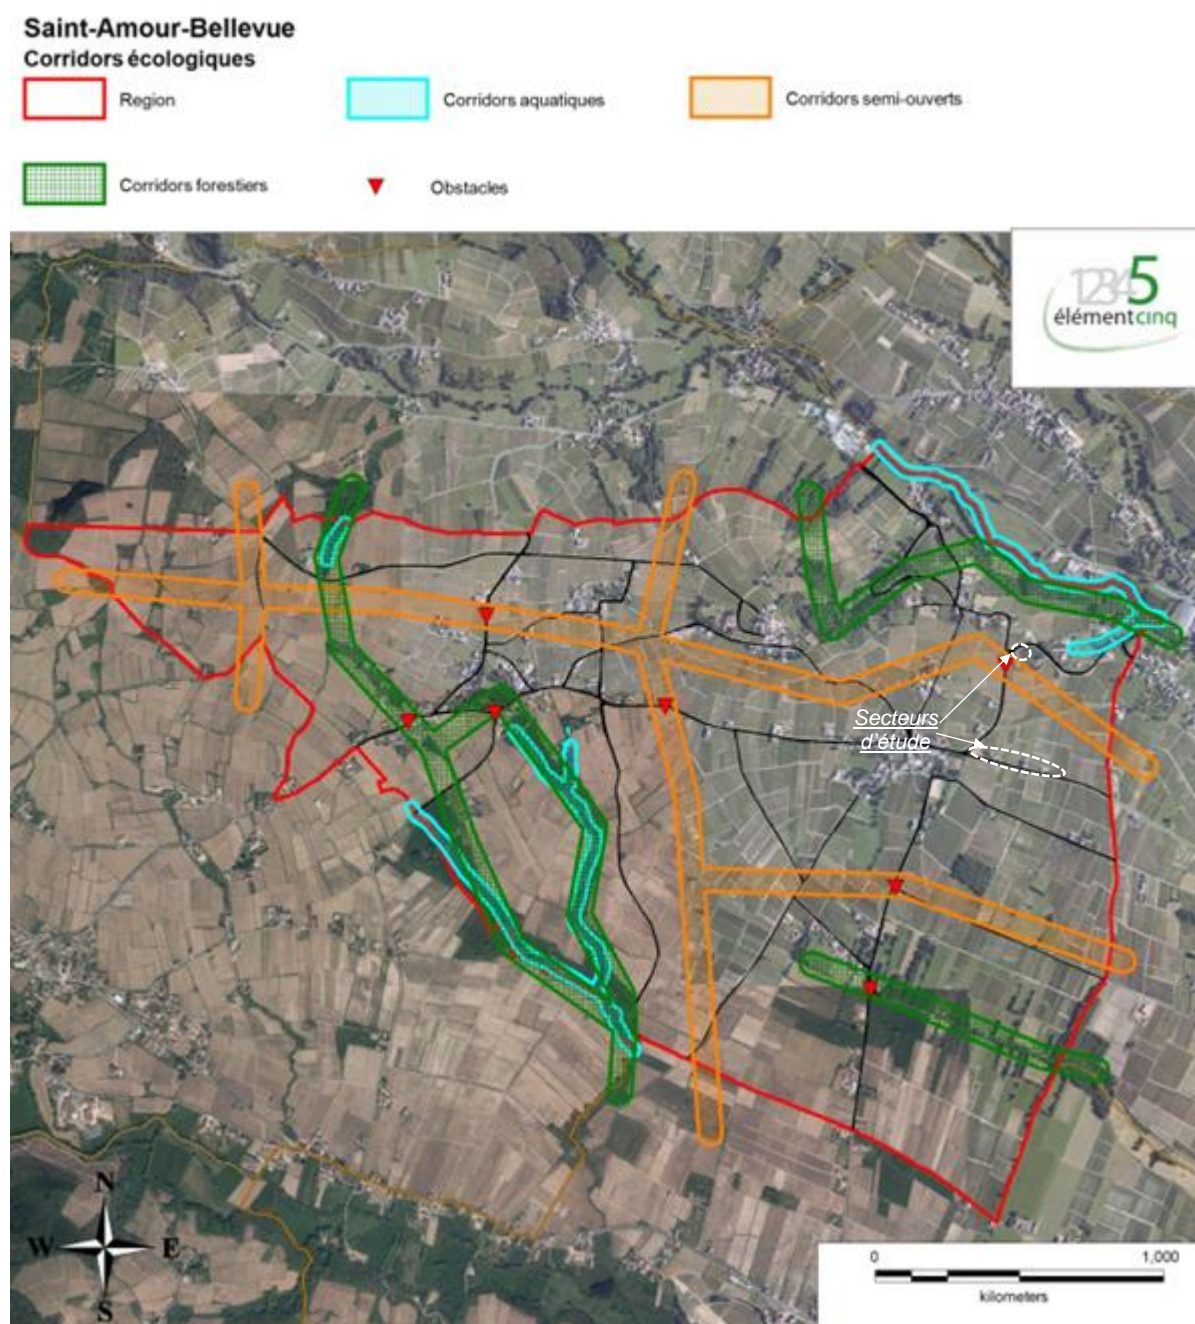 Saint-Amour-Bellevue
Corridors écologiques
Region
Corridors aquatiques
Corridors semi-ouverts
Corridors forestiers
Obstacles
12345
élémentcinq
Secteurs
d'étude
N
W E
S
0 1,000
kilometers